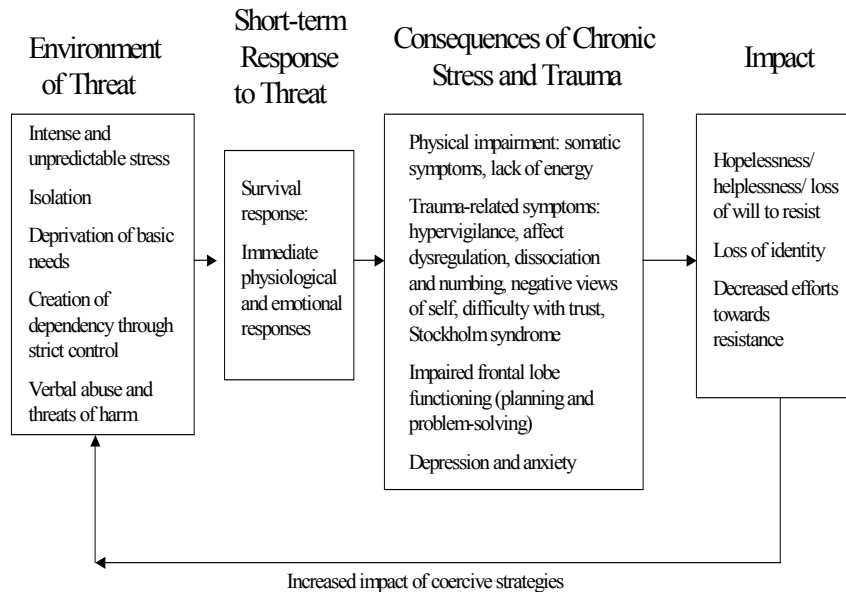 Environment
of Threat
Short-term
Response
to Threat
Consequences of Chronic
Stress and Trauma
Impact
Intense and
unpredictable stress
Isolation
Deprivation of basic
needs
Creation of
dependency through
strict control
Verbal abuse and
threats of harm
Survival
response:
Immediate
physiological
and emotional
responses
Physical impairment: somatic
symptoms, lack of energy
Trauma-related symptoms:
hypervigilance, affect
dysregulation, dissociation
and numbing, negative views
of self, difficulty with trust,
Stockholm syndrome
Impaired frontal lobe
functioning (planning and
problem-solving)
Depression and anxiety
Hopelessness/
helplessness/ loss
of will to resist
Loss of identity
Decreased efforts
towards
resistance
Increased impact of coercive strategies